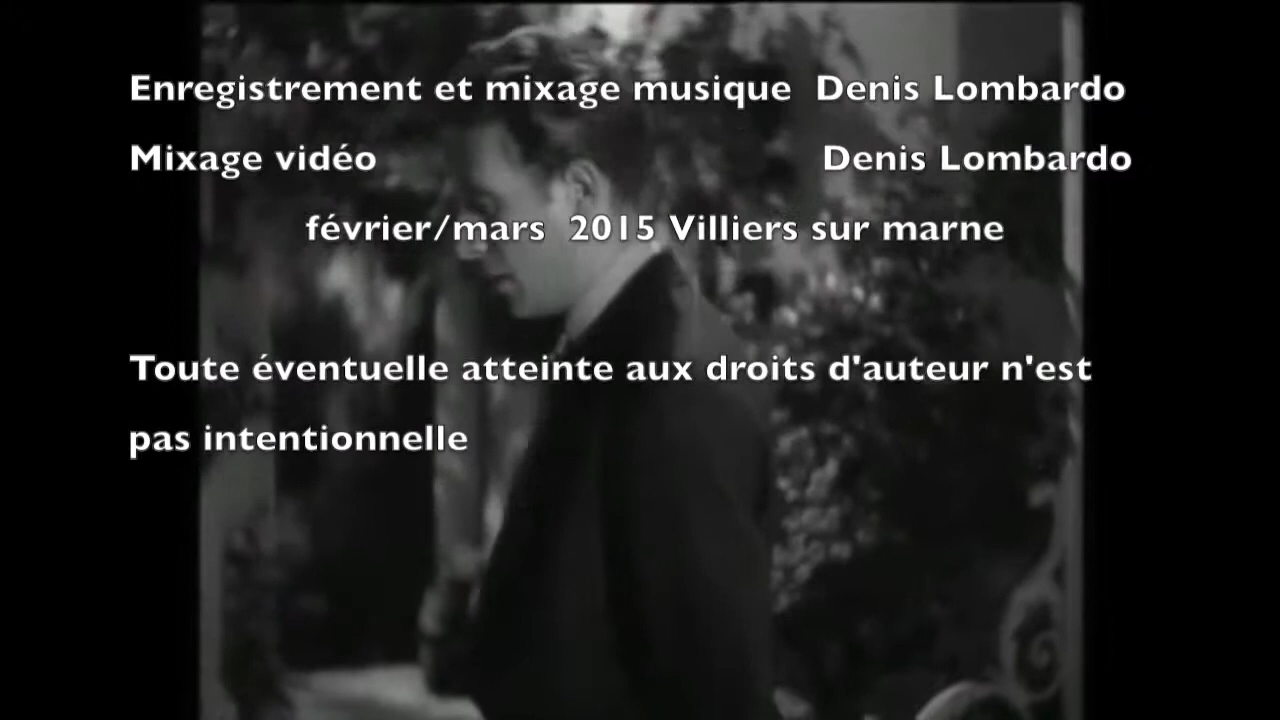 Enregistrement et mixage musique Denis Lombardo
Mixage vidéo Denis Lombardo
février/mars 2015 Villiers sur marne
Toute éventuelle atteinte aux droits d'auteur n'est
pas intentionnelle